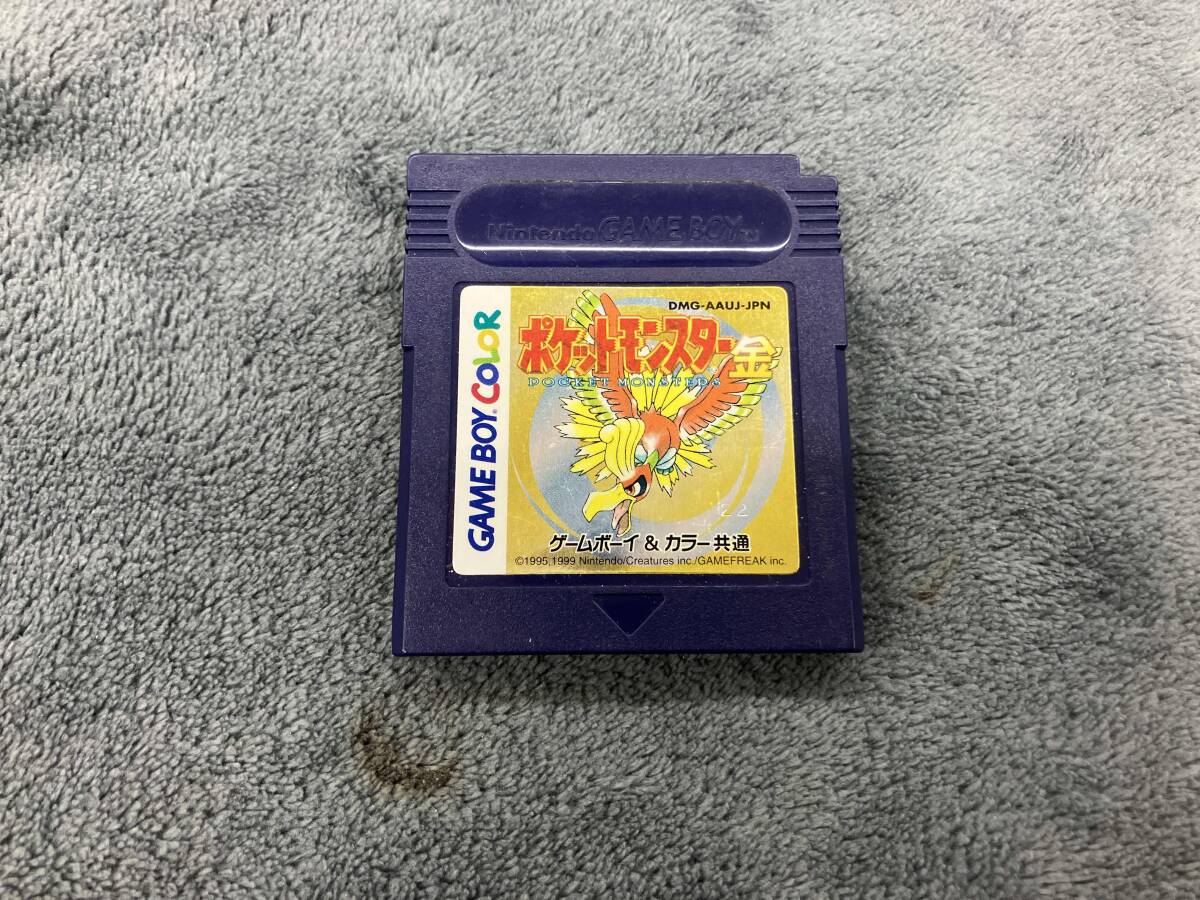 Nintendo GAME BOY TM
DMG-AAUJ-JPN
ポケットモンスター金
POCKET MONSTERS
GAME BOY COLOR
22
ゲームボーイ & カラー共通
©1995,1999 Nintendo/Creatures inc./GAMEFREAK inc.